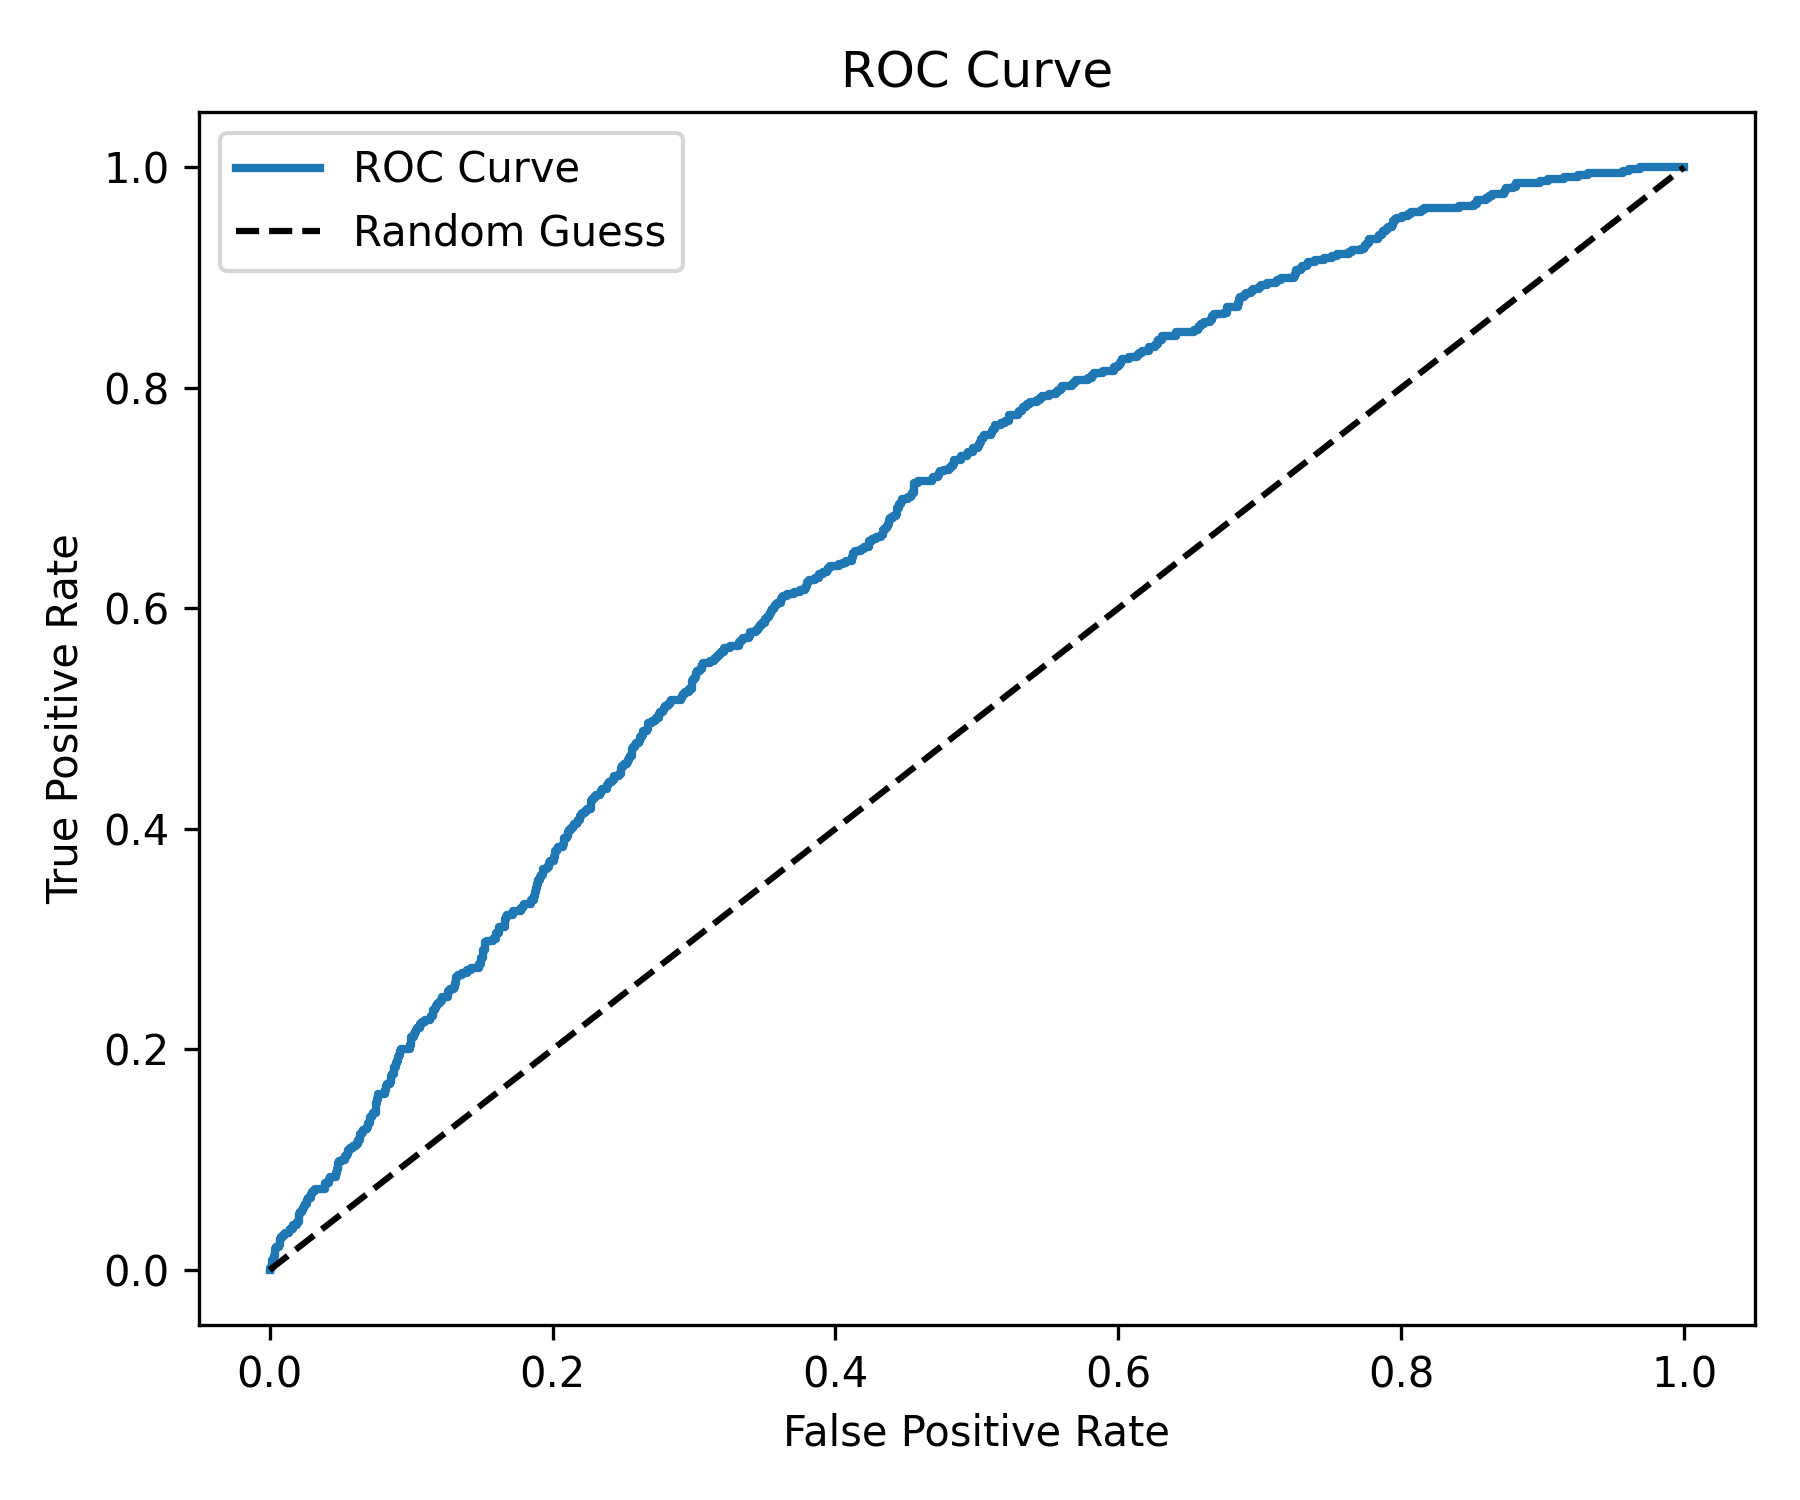 ROC Curve
ROC Curve
Random Guess
1.0
0.8
0.6
0.4
0.2
0.0
True Positive Rate
0.0 0.2 0.4 0.6 0.8 1.0
False Positive Rate